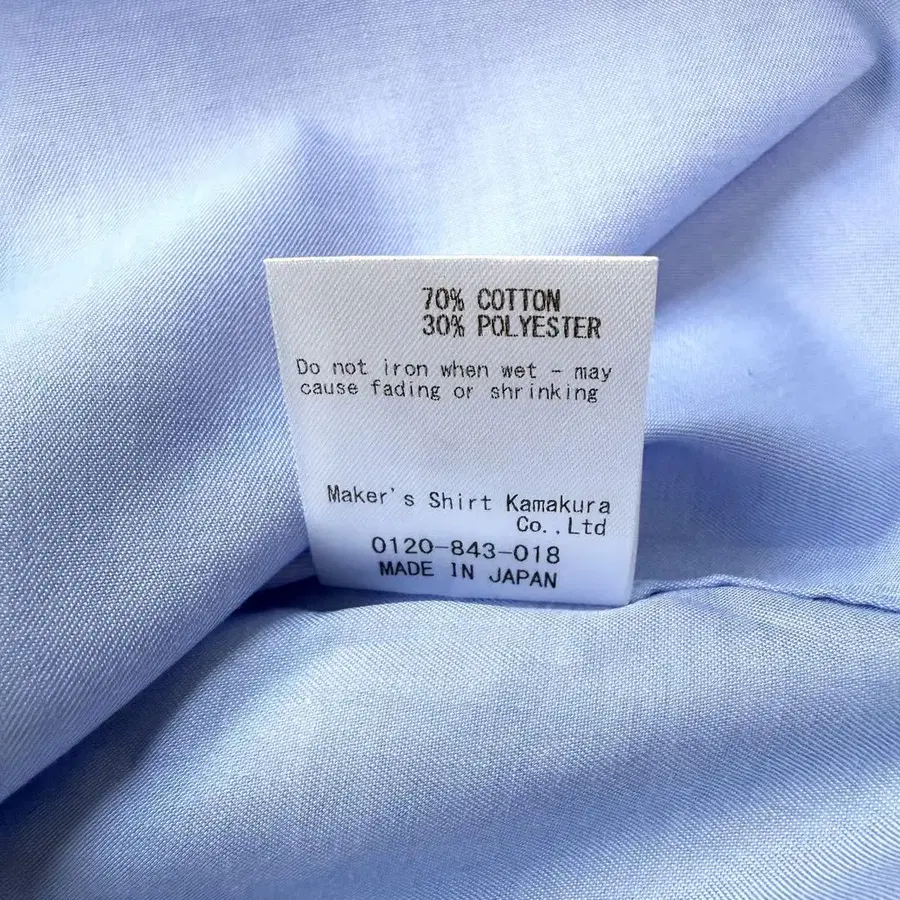 70% COTTON
30% POLYESTER
Do not iron when wet - may
cause fading or shrinking
Maker's Shirt Kamakura
Co.,Ltd
0120-843-018
MADE IN JAPAN